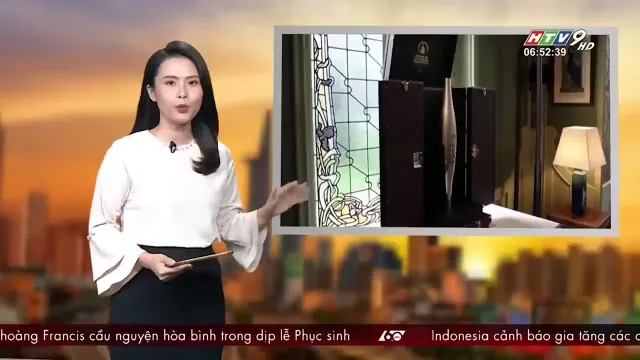 HTV9 HD
06:52:39
hoàng Francis cầu nguyện hòa bình trong dịp lễ Phục sinh
60
Indonesia cảnh báo gia tăng các